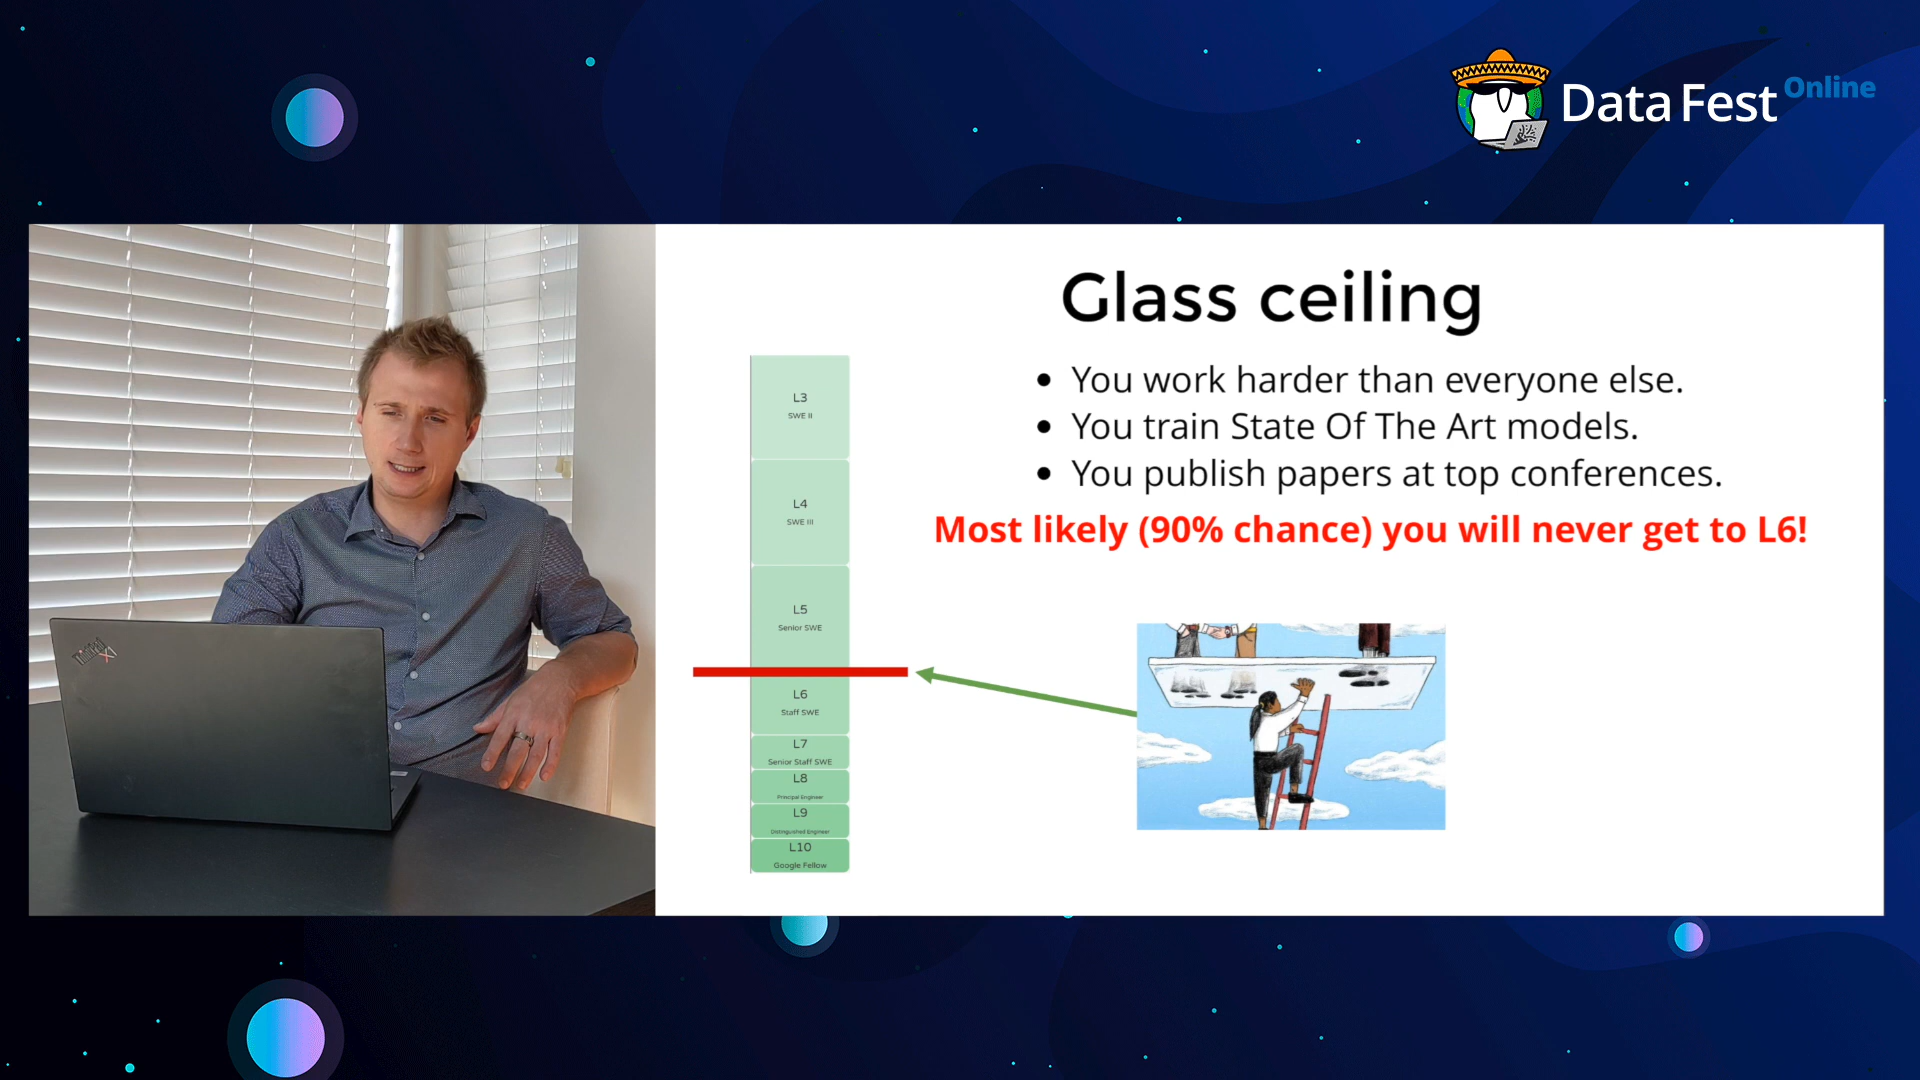 Data Fest Online
Glass ceiling
• You work harder than everyone else.
• You train State Of The Art models.
• You publish papers at top conferences.
Most likely (90% chance) you will never get to L6!
L3
SWE II
L4
SWE III
L5
Senior SWE
L6
Staff SWE
L7
Senior Staff SWE
L8
Principal Engineer
L9
Distinguished Engineer
L10
Google Fellow
ThinkPad
X1